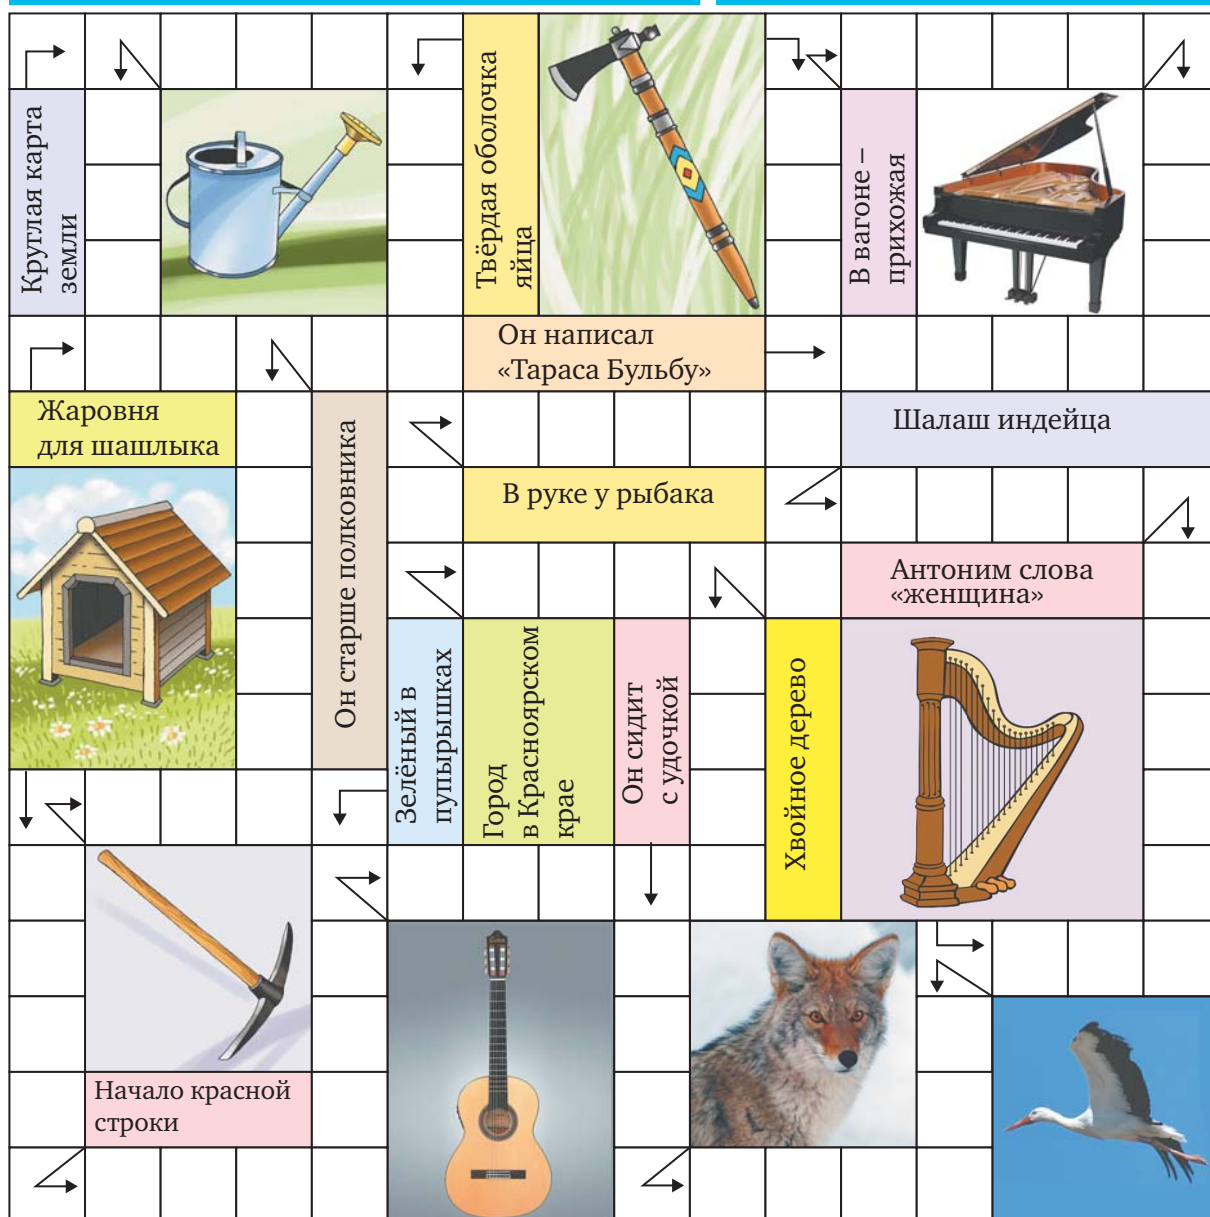 Круглая карта
земли
Твёрдая оболочка
яйца
В вагоне –
прихожая
Он написал
«Тараса Бульбу»
Жаровня
для шашлыка
Шалаш индейца
Он старше полковника
В руке у рыбака
Антоним слова
«женщина»
Зелёный в
пупырышках
Город
в Красноярском
крае
Он сидит
с удочкой
Хвойное дерево
Начало красной
строки